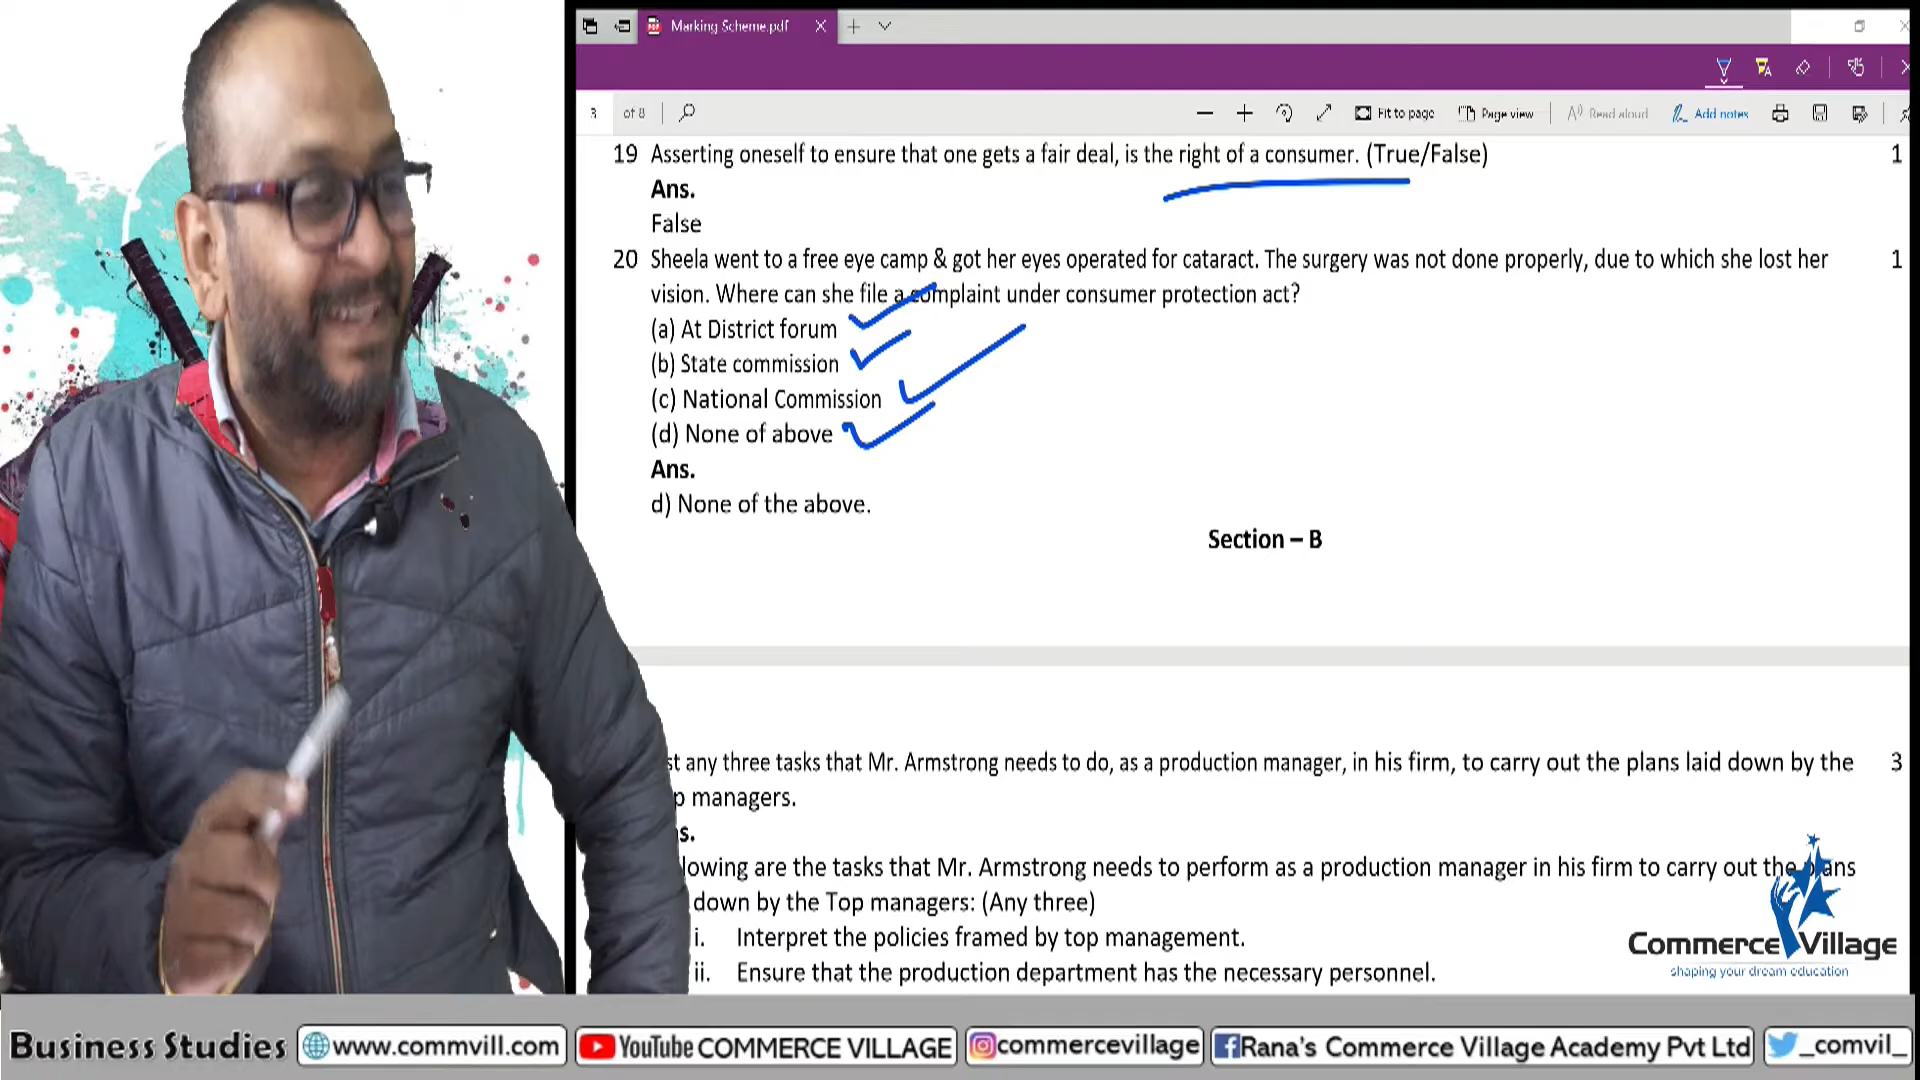 Marking Scheme.pdf
3 of 8
Fit to page
Page view
Read aloud
Add notes
19 Asserting oneself to ensure that one gets a fair deal, is the right of a consumer. (True/False) 1
Ans.
False
20 Sheela went to a free eye camp & got her eyes operated for cataract. The surgery was not done properly, due to which she lost her 1
vision. Where can she file a complaint under consumer protection act?
(a) At District forum
(b) State commission
(c) National Commission
(d) None of above
Ans.
d) None of the above.
Section – B
st any three tasks that Mr. Armstrong needs to do, as a production manager, in his firm, to carry out the plans laid down by the 3
p managers.
s.
lowing are the tasks that Mr. Armstrong needs to perform as a production manager in his firm to carry out the plans
down by the Top managers: (Any three)
i. Interpret the policies framed by top management.
ii. Ensure that the production department has the necessary personnel.
Commerce Village
shaping your dream education
Business Studies
www.commvill.com
YouTube COMMERCE VILLAGE
commercevillage
Rana's Commerce Village Academy Pvt Ltd
_comvil_